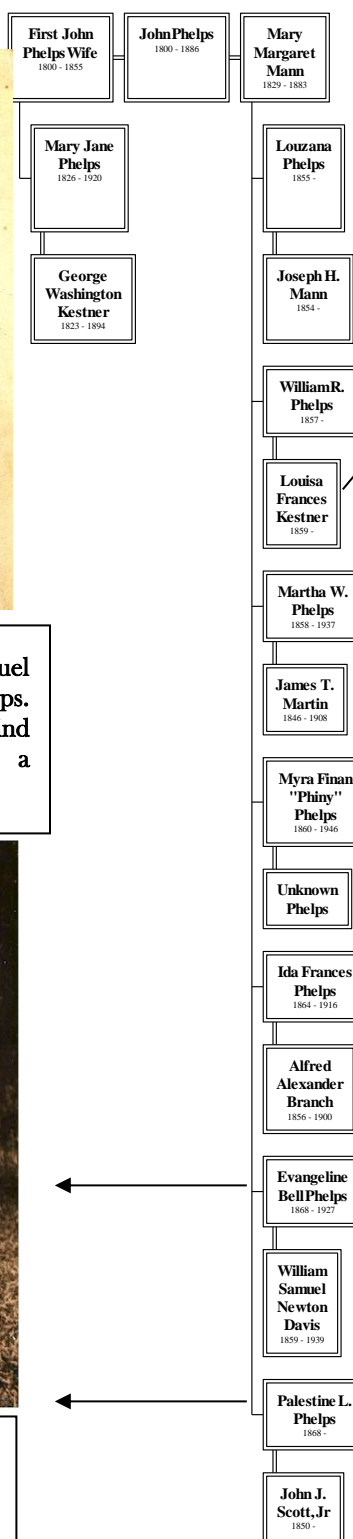 First John
Phelps Wife
1800 - 1855
John Phelps
1800 - 1886
Mary
Margaret
Mann
1829 - 1883
Mary Jane
Phelps
1826 - 1920
George
Washington
Kestner
1823 - 1894
Louzana
Phelps
1855 -
Joseph H.
Mann
1854 -
William R.
Phelps
1857 -
Louisa
Frances
Kestner
1859 -
Martha W.
Phelps
1858 - 1937
James T.
Martin
1846 - 1908
Myra Finan
"Phiny"
Phelps
1860 - 1946
Unknown
Phelps
Ida Frances
Phelps
1864 - 1916
Alfred
Alexander
Branch
1856 - 1900
Evangeline
Bell Phelps
1868 - 1927
William
Samuel
Newton
Davis
1859 - 1939
Palestine L.
Phelps
1868 -
John J.
Scott, Jr
1850 -
uel
ps.
nd
a